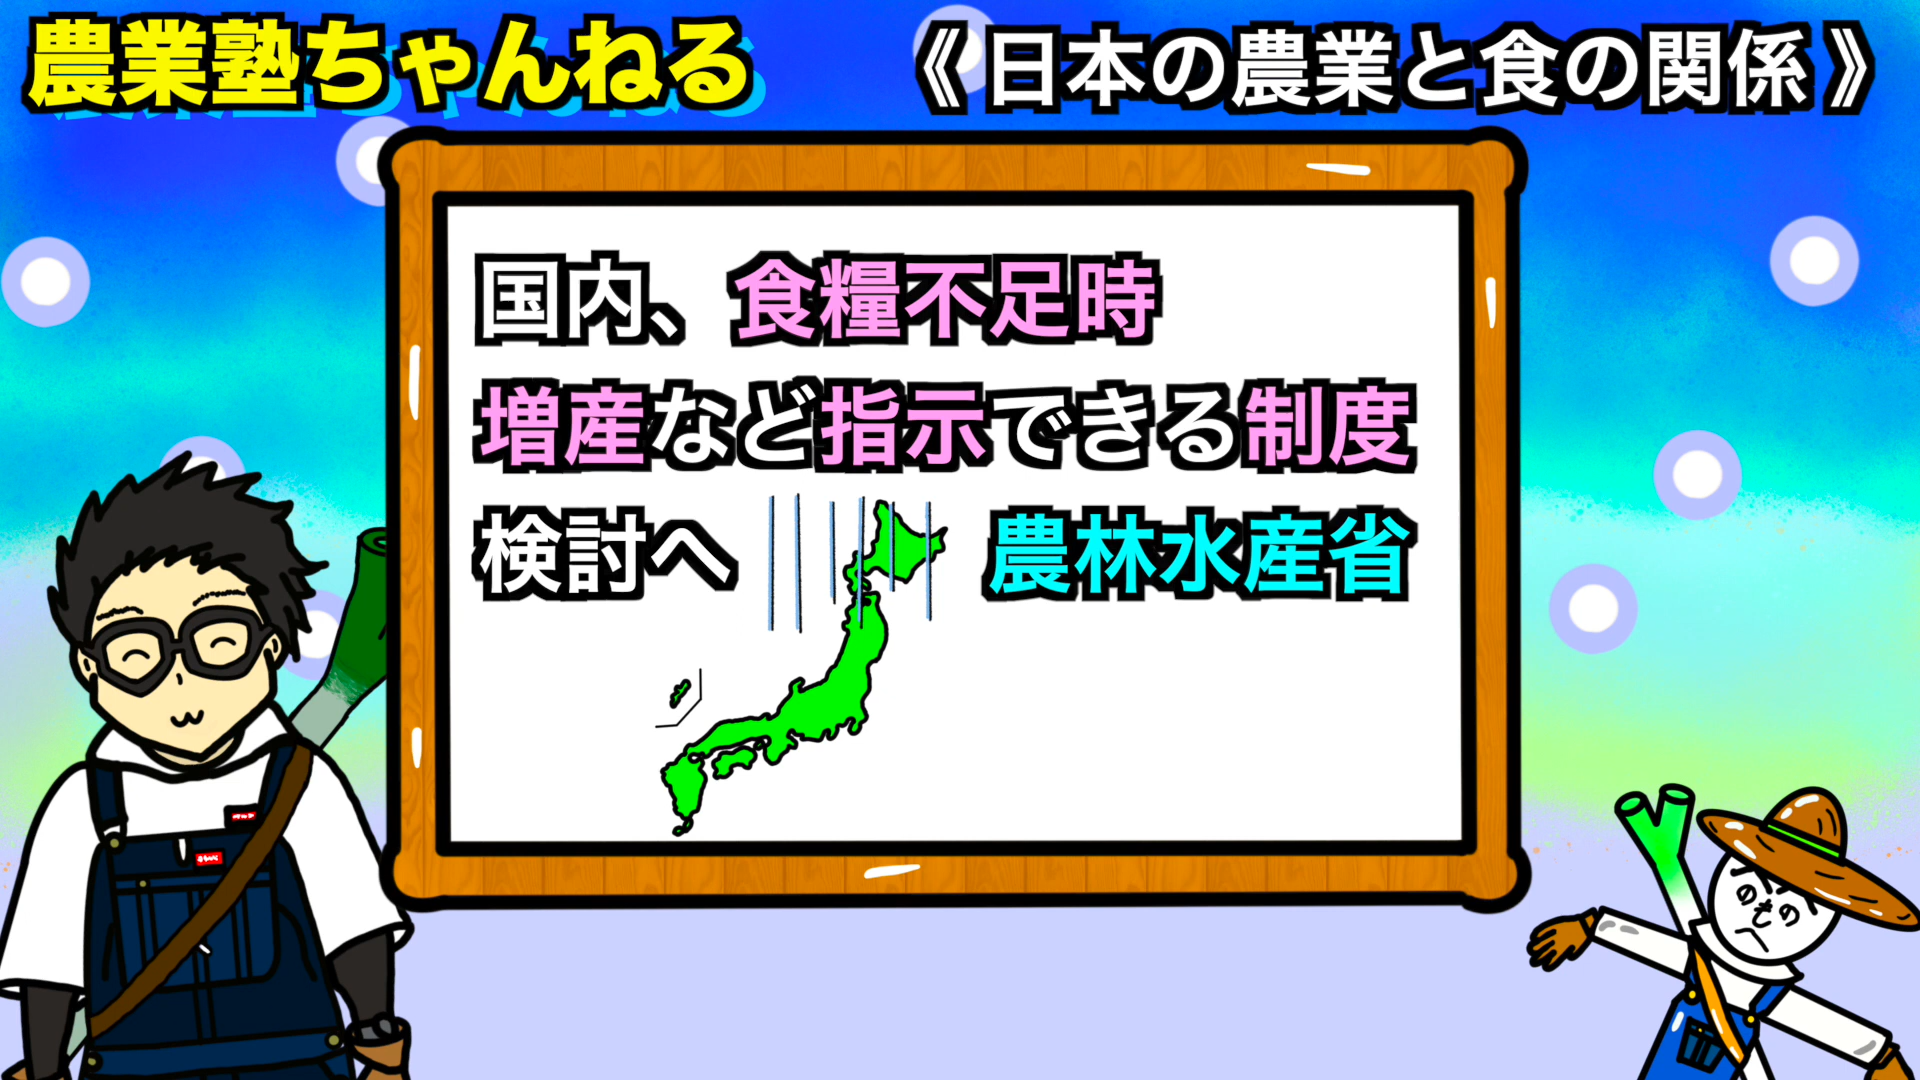 農業塾ちゃんねる
《日本の農業と食の関係》
国内、食糧不足時
増産など指示できる制度
検討へ
農林水産省